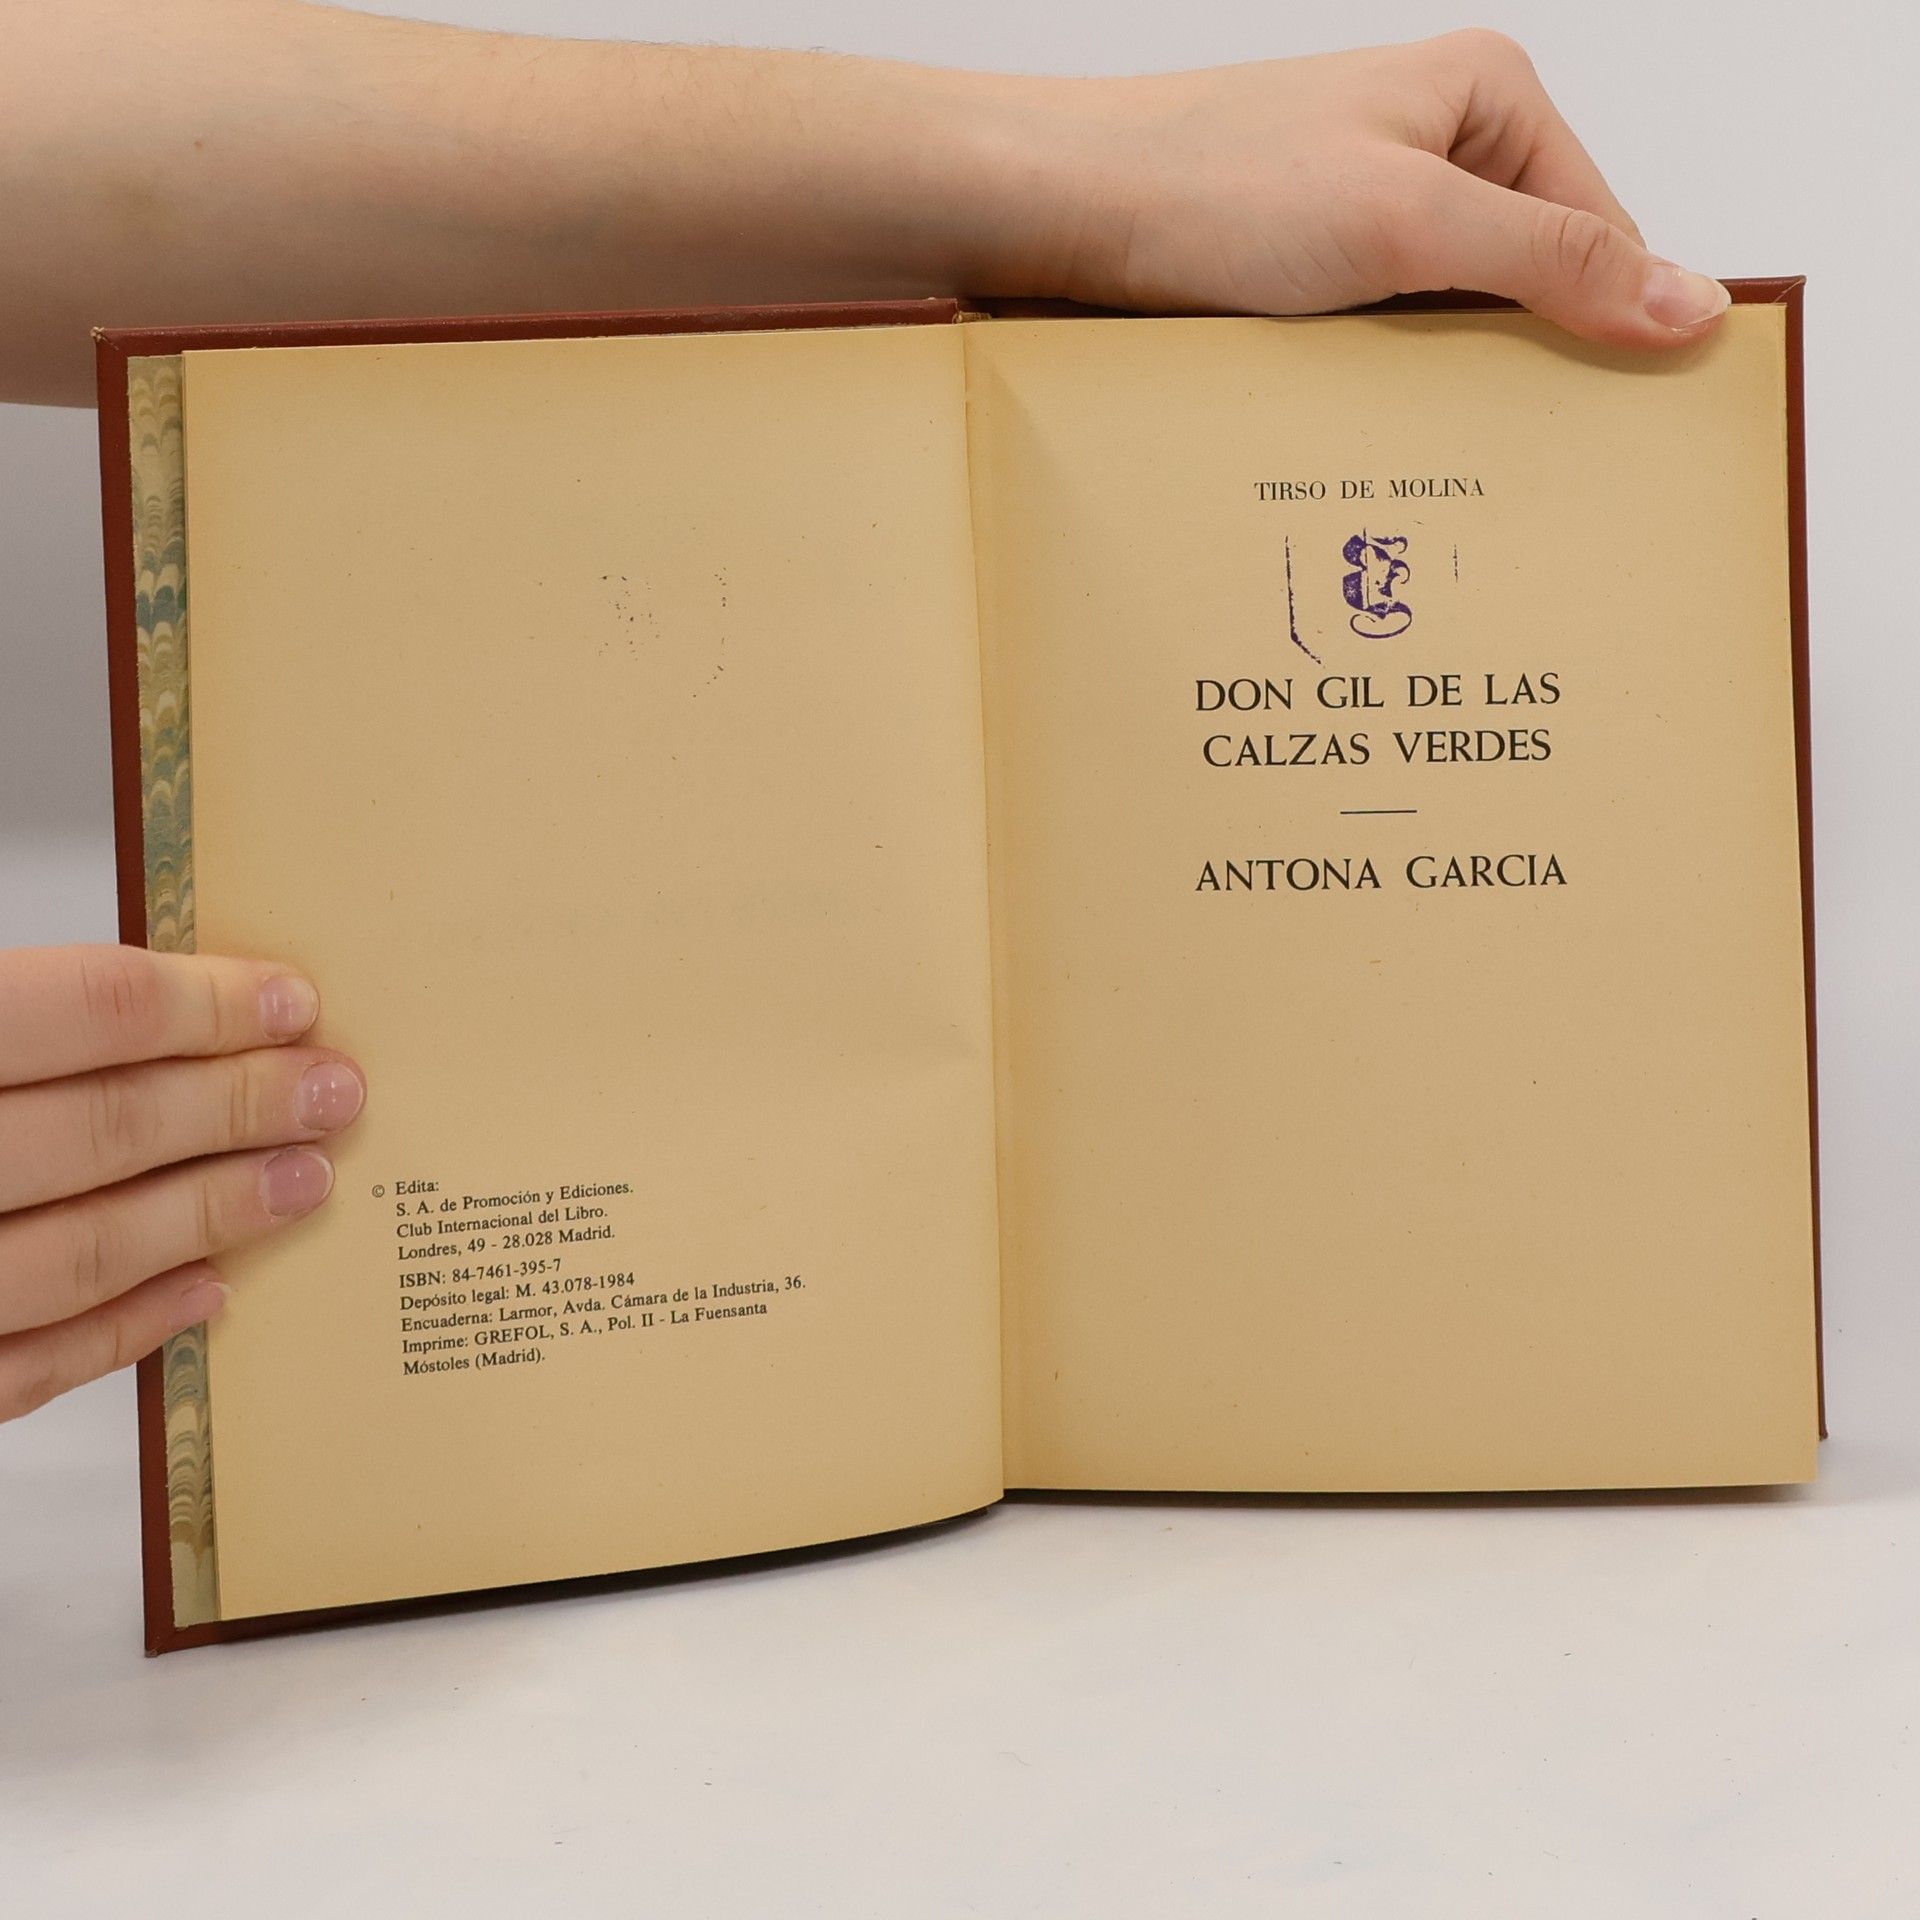 © Edita:
S. A. de Promoción y Ediciones.
Club Internacional del Libro.
Londres, 49 - 28.028 Madrid.
ISBN: 84-7461-395-7
Depósito legal: M. 43.078-1984
Encuaderna: Larmor, Avda. Cámara de la Industria, 36.
Imprime: GREFOL, S. A., Pol. II - La Fuensanta
Móstoles (Madrid).
TIRSO DE MOLINA
DON GIL DE LAS
CALZAS VERDES
ANTONA GARCIA